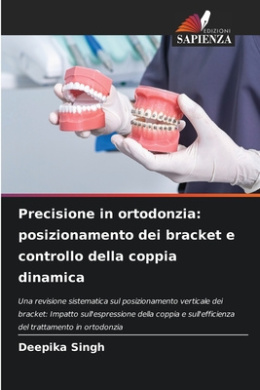 EDIZIONI
SAPIENZA
Precisione in ortodonzia:
posizionamento dei bracket e
controllo della coppia
dinamica
Una revisione sistematica sul posizionamento verticale dei
bracket: Impatto sull'espressione della coppia e sull'efficienza
del trattamento in ortodonzia
Deepika Singh